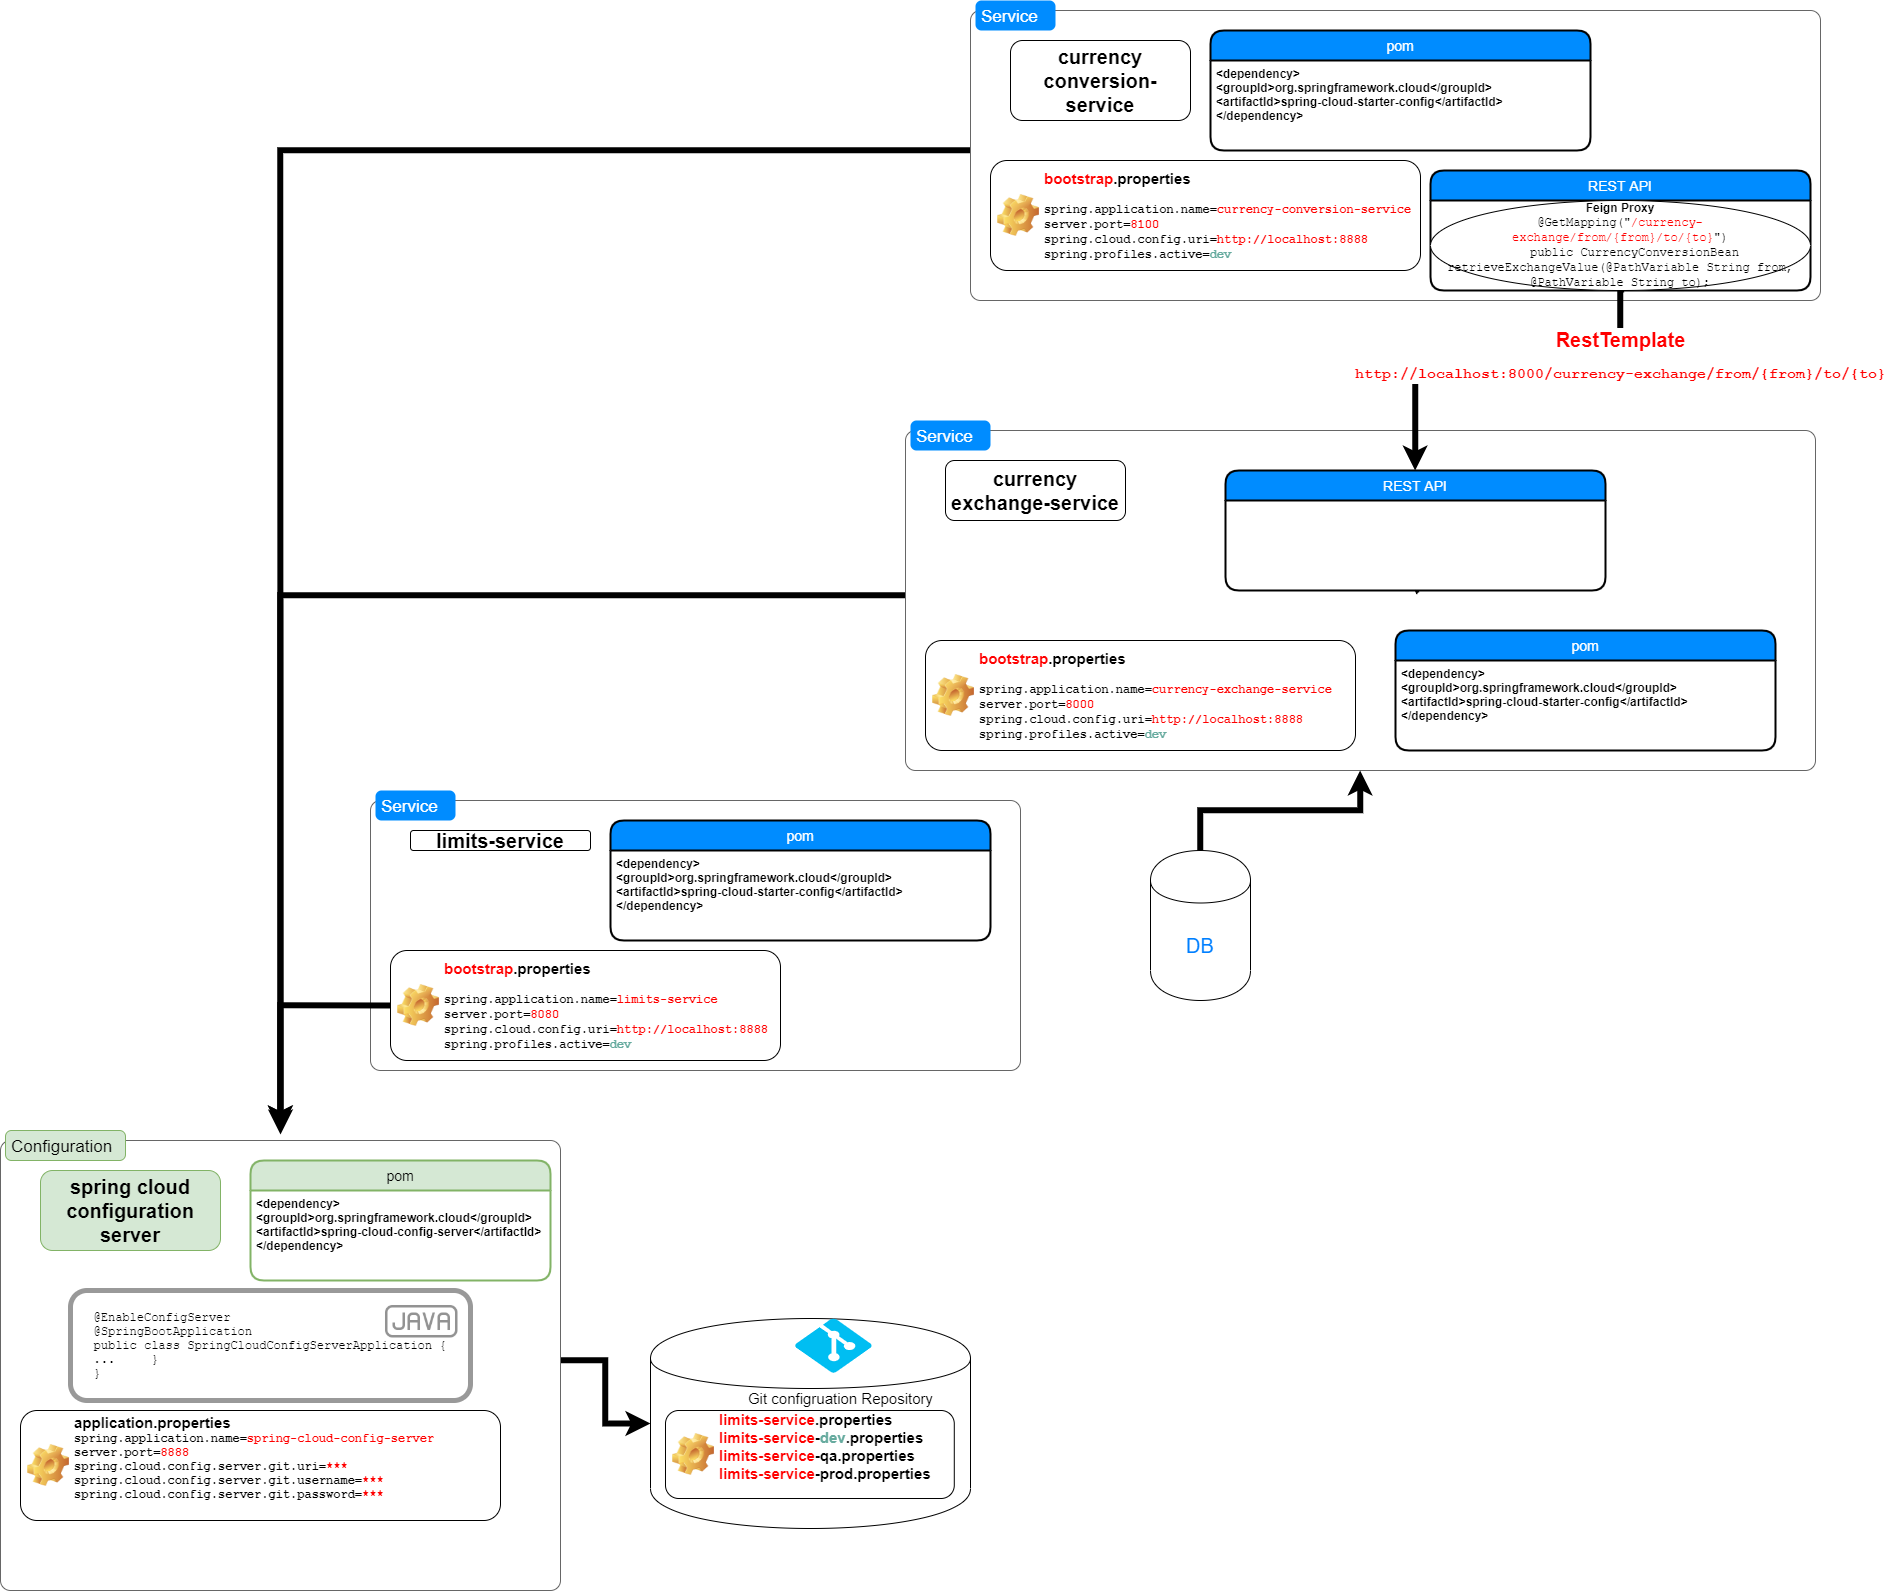 Service
currency
conversion-
service
pom
<dependency>
<groupId>org.springframework.cloud</groupId>
<artifactId>spring-cloud-starter-config</artifactId>
</dependency>
bootstrap.properties
spring.application.name=currency-conversion-service
server.port=8100
spring.cloud.config.uri=http://localhost:8888
spring.profiles.active=dev
REST API
Feign Proxy
@GetMapping("/currency-
exchange/from/{from}/to/{to}")
public CurrencyConversionBean
retrieveExchangeValue(@PathVariable String from,
@PathVariable String to);
RestTemplate
http://localhost:8000/currency-exchange/from/{from}/to/{to}
Service
currency
exchange-service
REST API
bootstrap.properties
spring.application.name=currency-exchange-service
server.port=8000
spring.cloud.config.uri=http://localhost:8888
spring.profiles.active=dev
pom
<dependency>
<groupId>org.springframework.cloud</groupId>
<artifactId>spring-cloud-starter-config</artifactId>
</dependency>
Service
limits-service
pom
<dependency>
<groupId>org.springframework.cloud</groupId>
<artifactId>spring-cloud-starter-config</artifactId>
</dependency>
bootstrap.properties
spring.application.name=limits-service
server.port=8080
spring.cloud.config.uri=http://localhost:8888
spring.profiles.active=dev
DB
Configuration
spring cloud
configuration
server
pom
<dependency>
<groupId>org.springframework.cloud</groupId>
<artifactId>spring-cloud-config-server</artifactId>
</dependency>
JAVA
@EnableConfigServer
@SpringBootApplication
public class SpringCloudConfigServerApplication {
... }
}
application.properties
spring.application.name=spring-cloud-config-server
server.port=8888
spring.cloud.config.server.git.uri=***
spring.cloud.config.server.git.username=***
spring.cloud.config.server.git.password=***
Git configruation Repository
limits-service.properties
limits-service-dev.properties
limits-service-qa.properties
limits-service-prod.properties